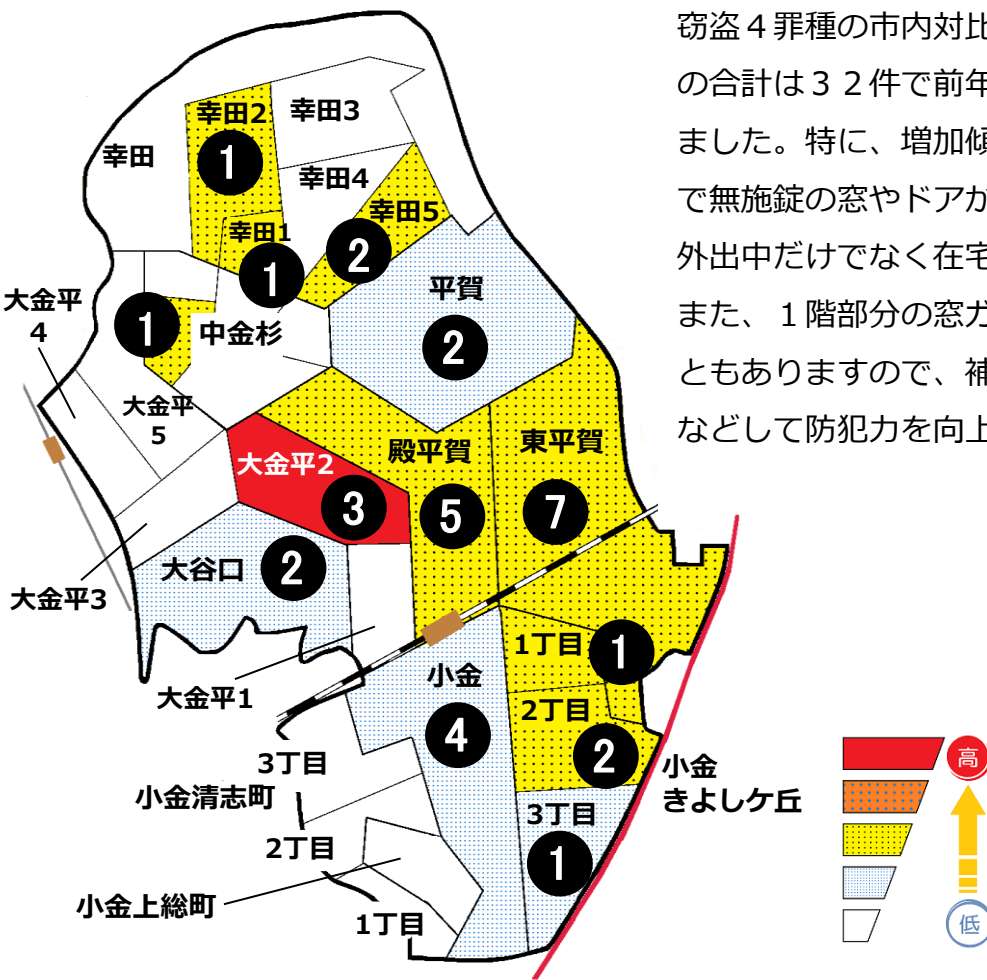 窃盗４罪種の市内対比
の合計は３２件で前年
ました。特に、増加傾
で無施錠の窓やドアが
外出中だけでなく在宅
また、１階部分の窓ガ
ともありますので、補
などして防犯力を向上
幸田2
幸田3
幸田
1
幸田4
幸田5
幸田1
2
1
平賀
大金平
4
1
中金杉
2
大金平
5
殿平賀
東平賀
大金平2
3
5
7
大谷口
2
大金平3
1丁目
1
小金
大金平1
2丁目
4
2
3丁目
小金
きよしケ丘
小金清志町
3丁目
1
2丁目
小金上総町
1丁目
高
低